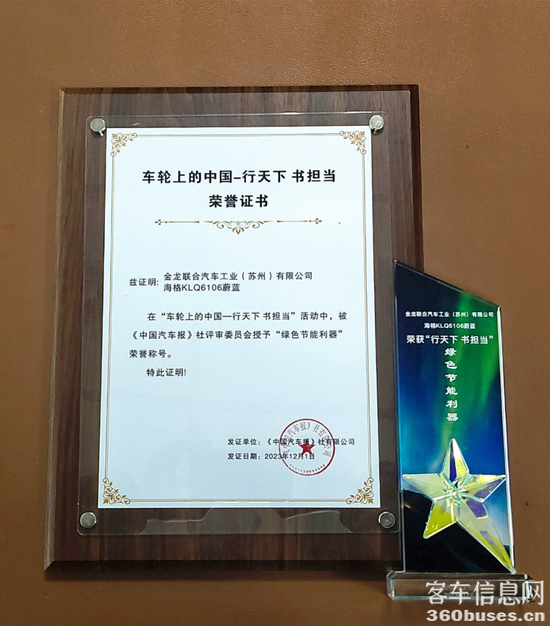 车轮上的中国-行天下 书担当
荣誉证书
兹证明：金龙联合汽车工业（苏州）有限公司
海格KLQ6106蔚蓝
在“车轮上的中国—行天下 书担当”活动中，被
《中国汽车报》社评审委员会授予“绿色节能利器”
荣誉称号。
特此证明!
发证单位：《中国汽车报》社有限公司
发证日期：2023年12月1日
金龙联合汽车工业（苏州）有限公司
海格KLQ6106蔚蓝
荣获“行天下 书担当”
绿色节能利器
客车信息网
360buses.cn